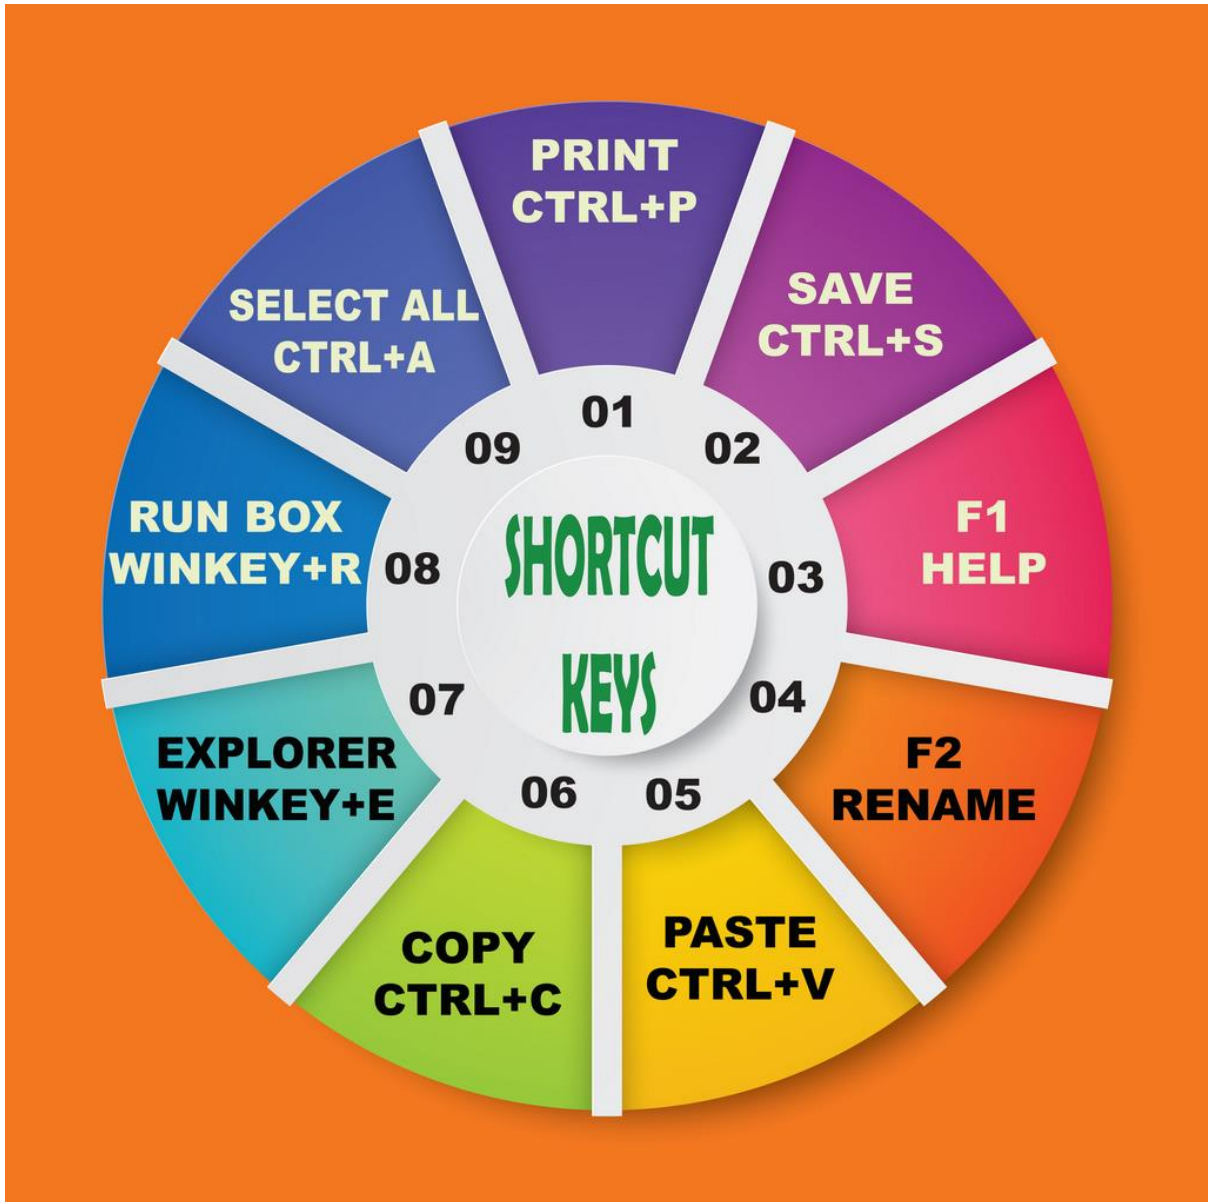 SHORTCUT
KEYS
01
PRINT
CTRL+P
02
SAVE
CTRL+S
03
F1
HELP
04
F2
RENAME
05
PASTE
CTRL+V
06
COPY
CTRL+C
07
EXPLORER
WINKEY+E
08
RUN BOX
WINKEY+R
09
SELECT ALL
CTRL+A